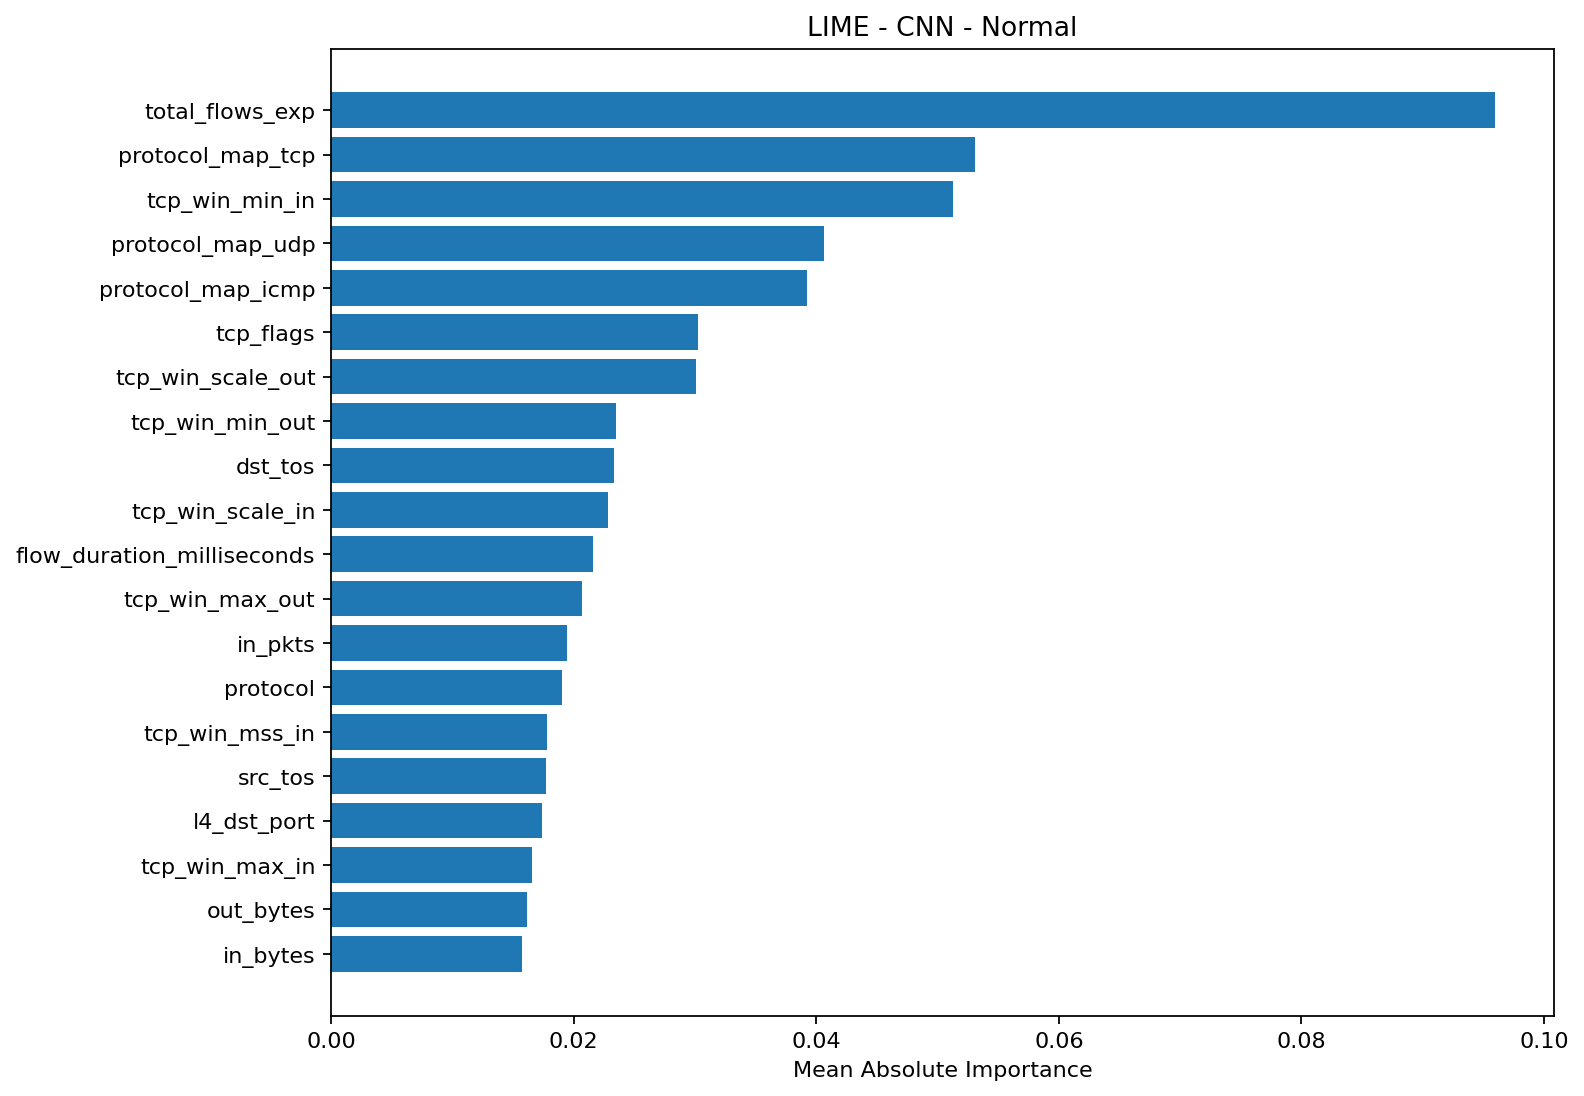 LIME - CNN - Normal
total_flows_exp
protocol_map_tcp
tcp_win_min_in
protocol_map_udp
protocol_map_icmp
tcp_flags
tcp_win_scale_out
tcp_win_min_out
dst_tos
tcp_win_scale_in
flow_duration_milliseconds
tcp_win_max_out
in_pkts
protocol
tcp_win_mss_in
src_tos
l4_dst_port
tcp_win_max_in
out_bytes
in_bytes
0.00 0.02 0.04 0.06 0.08 0.10
Mean Absolute Importance